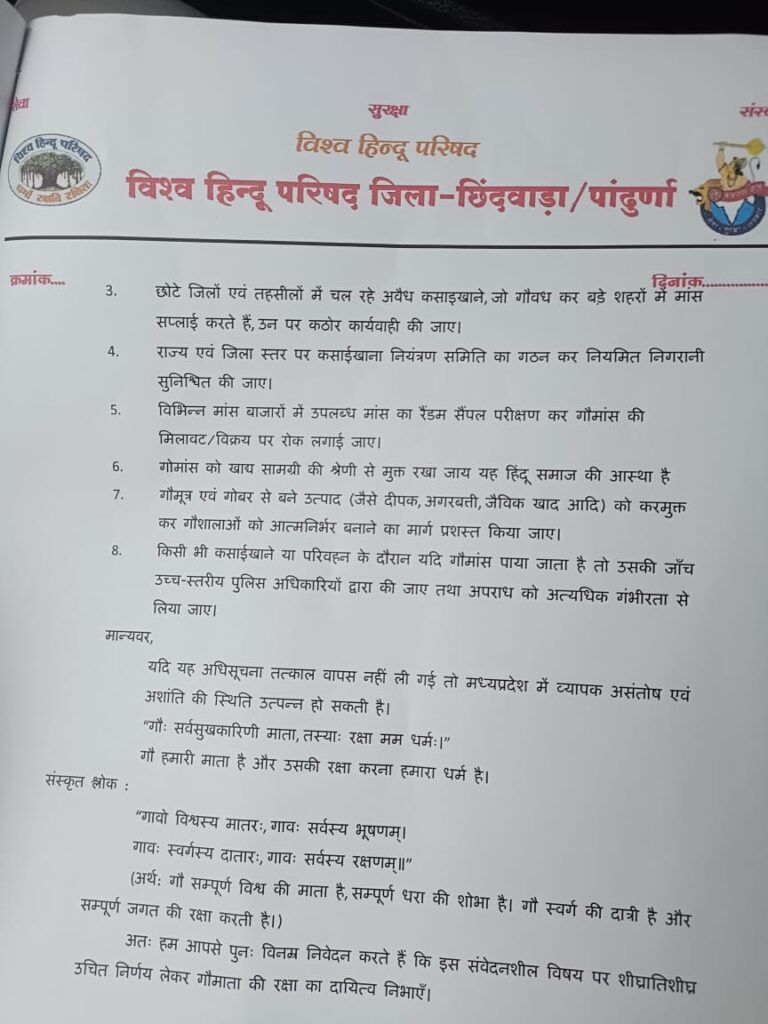 सेवा
सुरक्षा
विश्व हिन्दू परिषद
विश्व हिन्दू परिषद
धर्मो रक्षति रक्षितः
विश्व हिन्दू परिषद जिला-छिंदवाड़ा/पांदुर्णा
क्रमांक....
दिनांक................
3. छोटे जिलों एवं तहसीलों में चल रहे अवैध कसाइखाने, जो गौवध कर बडे शहरों में मांस
सप्लाई करते हैं, उन पर कठोर कार्यवाही की जाए।
4. राज्य एवं जिला स्तर पर कसाईखाना नियंत्रण समिति का गठन कर नियमित निगरानी
सुनिश्चित की जाए।
5. विभिन्न मांस बाजारों में उपलब्ध मांस का रैंडम सैंपल परीक्षण कर गौमांस की
मिलावट/विक्रय पर रोक लगाई जाए।
6. गोमांस को खाद्य सामग्री की श्रेणी से मुक्त रखा जाय यह हिंदू समाज की आस्था है
7. गौमूत्र एवं गोबर से बने उत्पाद (जैसे दीपक, अगरबत्ती, जैविक खाद आदि) को करमुक्त
कर गौशालाओं को आत्मनिर्भर बनाने का मार्ग प्रशस्त किया जाए।
8. किसी भी कसाईखाने या परिवहन के दौरान यदि गौमांस पाया जाता है तो उसकी जाँच
उच्च-स्तरीय पुलिस अधिकारियों द्वारा की जाए तथा अपराध को अत्यधिक गंभीरता से
लिया जाए।
मान्यवर,
यदि यह अधिसूचना तत्काल वापस नहीं ली गई तो मध्यप्रदेश में व्यापक असंतोष एवं
अशांति की स्थिति उत्पन्न हो सकती है।
“गौः सर्वसुखकारिणी माता, तस्याः रक्षा मम धर्मः।”
गौ हमारी माता है और उसकी रक्षा करना हमारा धर्म है।
संस्कृत श्लोक :
“गावो विश्वस्य मातरः, गावः सर्वस्य भूषणम्।
गावः स्वर्गस्य दातारः, गावः सर्वस्य रक्षणम्॥”
(अर्थ: गौ सम्पूर्ण विश्व की माता है, सम्पूर्ण धरा की शोभा है। गौ स्वर्ग की दात्री है और
सम्पूर्ण जगत की रक्षा करती है।)
अतः हम आपसे पुनः विनम्र निवेदन करते हैं कि इस संवेदनशील विषय पर शीघ्रातिशीघ्र
उचित निर्णय लेकर गौमाता की रक्षा का दायित्व निभाएँ।